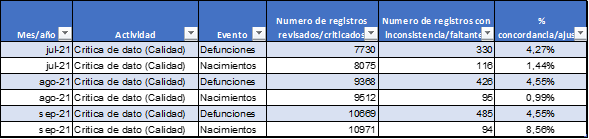 Mes/año Actividad Evento Numero de registros revisados/criticados Numero de registros con inconsistencia/faltante % concordancia/ajus
jul-21 Critica de dato (Calidad) Defunciones 7730 330 4,27%
jul-21 Critica de dato (Calidad) Nacimientos 8075 116 1,44%
ago-21 Critica de dato (Calidad) Defunciones 9368 426 4,55%
ago-21 Critica de dato (Calidad) Nacimientos 9512 95 0,99%
sep-21 Critica de dato (Calidad) Defunciones 10669 485 4,55%
sep-21 Critica de dato (Calidad) Nacimientos 10971 94 8,56%